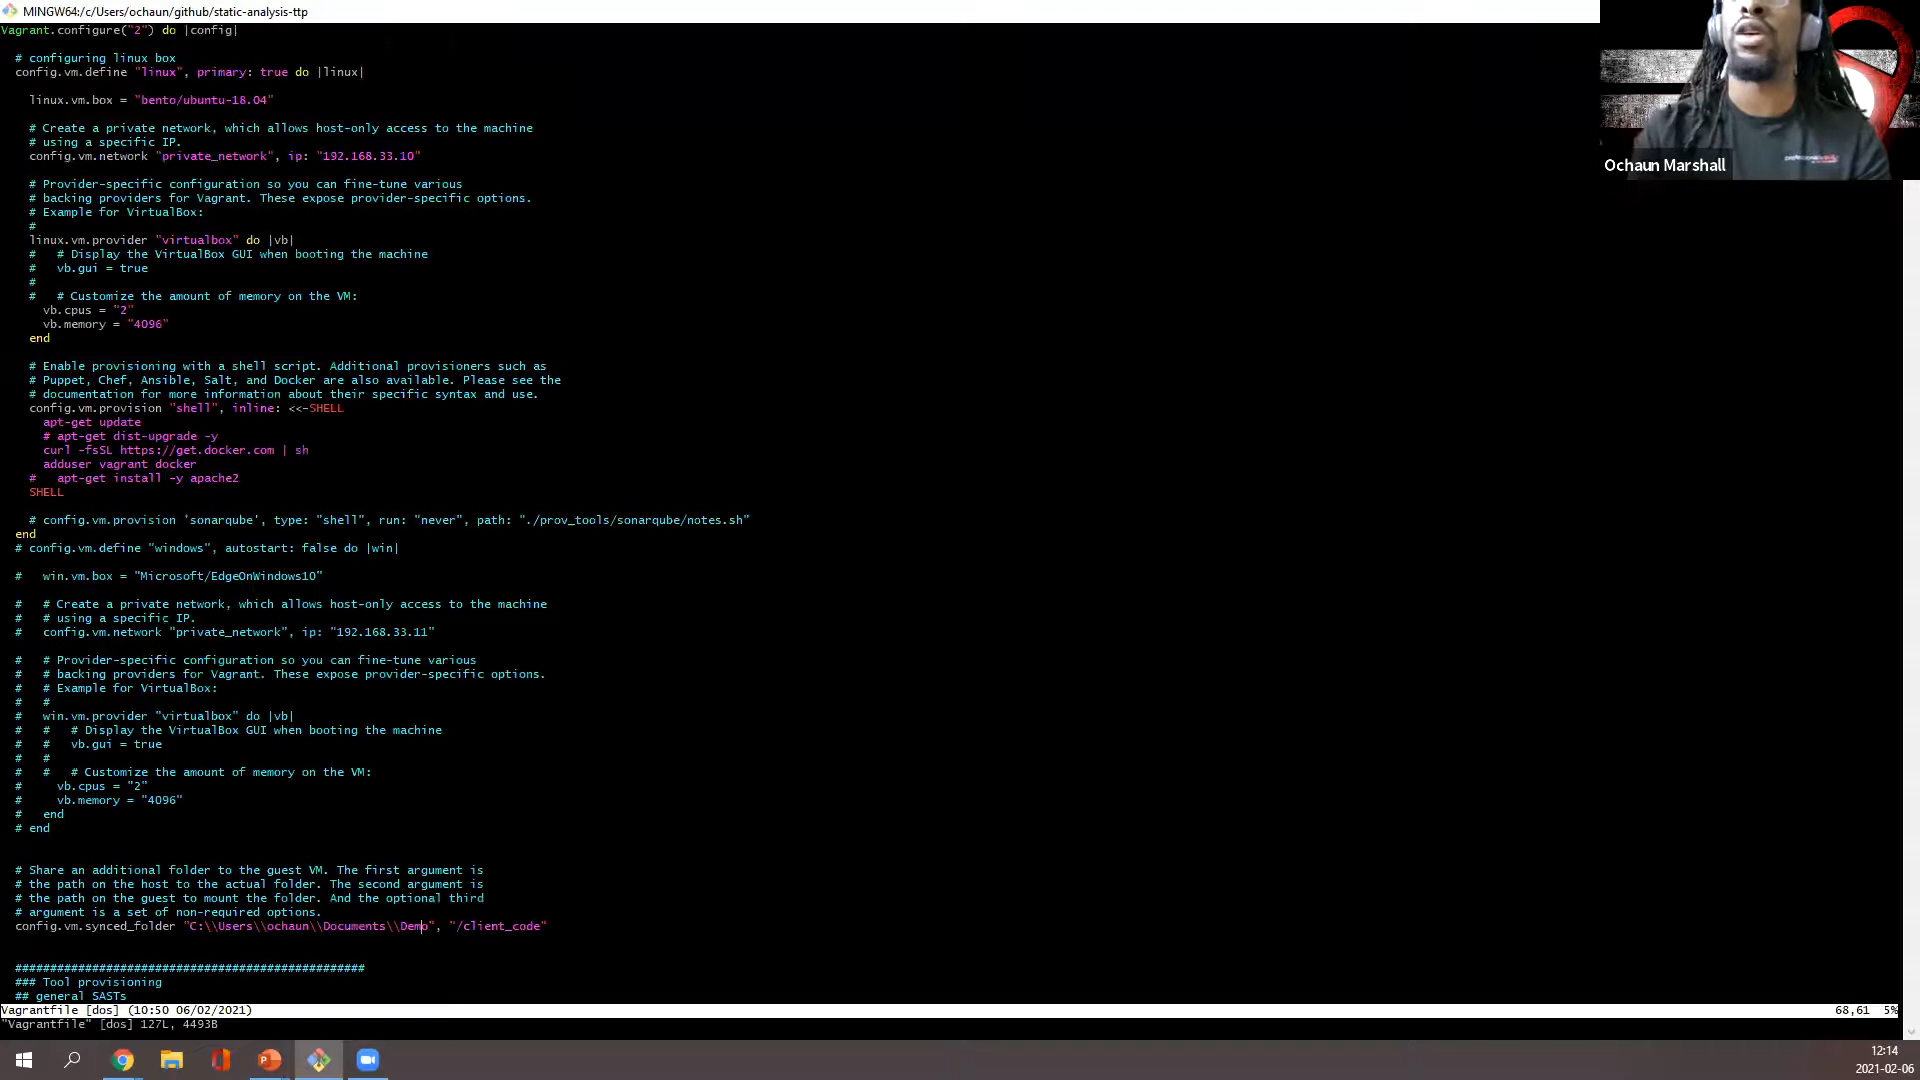 MINGW64:/c/Users/ochaun/github/static-analysis-ttp
Vagrant.configure("2") do |config|
# configuring linux box
config.vm.define "linux", primary: true do |linux|
linux.vm.box = "bento/ubuntu-18.04"
# Create a private network, which allows host-only access to the machine
# using a specific IP.
config.vm.network "private_network", ip: "192.168.33.10"
# Provider-specific configuration so you can fine-tune various
# backing providers for Vagrant. These expose provider-specific options.
# Example for VirtualBox:
#
linux.vm.provider "virtualbox" do |vb|
#   # Display the VirtualBox GUI when booting the machine
#   vb.gui = true
#
#   # Customize the amount of memory on the VM:
vb.cpus = "2"
vb.memory = "4096"
end
# Enable provisioning with a shell script. Additional provisioners such as
# Puppet, Chef, Ansible, Salt, and Docker are also available. Please see the
# documentation for more information about their specific syntax and use.
config.vm.provision "shell", inline: <<-SHELL
apt-get update
# apt-get dist-upgrade -y
curl -fsSL https://get.docker.com | sh
adduser vagrant docker
#   apt-get install -y apache2
SHELL
# config.vm.provision 'sonarqube', type: "shell", run: "never", path: "./prov_tools/sonarqube/notes.sh"
end
# config.vm.define "windows", autostart: false do |win|
#   win.vm.box = "Microsoft/EdgeOnWindows10"
#   # Create a private network, which allows host-only access to the machine
#   # using a specific IP.
#   config.vm.network "private_network", ip: "192.168.33.11"
#   # Provider-specific configuration so you can fine-tune various
#   # backing providers for Vagrant. These expose provider-specific options.
#   # Example for VirtualBox:
#   #
#   win.vm.provider "virtualbox" do |vb|
#   #   # Display the VirtualBox GUI when booting the machine
#   #   vb.gui = true
#   #
#   #   # Customize the amount of memory on the VM:
#     vb.cpus = "2"
#     vb.memory = "4096"
#   end
# end
# Share an additional folder to the guest VM. The first argument is
# the path on the host to the actual folder. The second argument is
# the path on the guest to mount the folder. And the optional third
# argument is a set of non-required options.
config.vm.synced_folder "C:\\Users\\ochaun\\Documents\\Demo", "/client_code"
##################################################
### Tool provisioning
## general SASTs
Vagrantfile [dos] (10:50 06/02/2021) 68,61 5%
"Vagrantfile" [dos] 127L, 4493B
Ochaun Marshall
12:14
2021-02-06